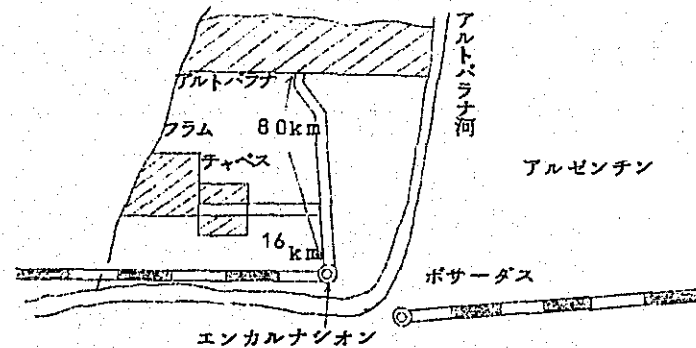 アルトパラナ河
アルトパラナ
80km
フラム
チャベス
アルゼンチン
16km
ポサーダス
エンカルナシオン